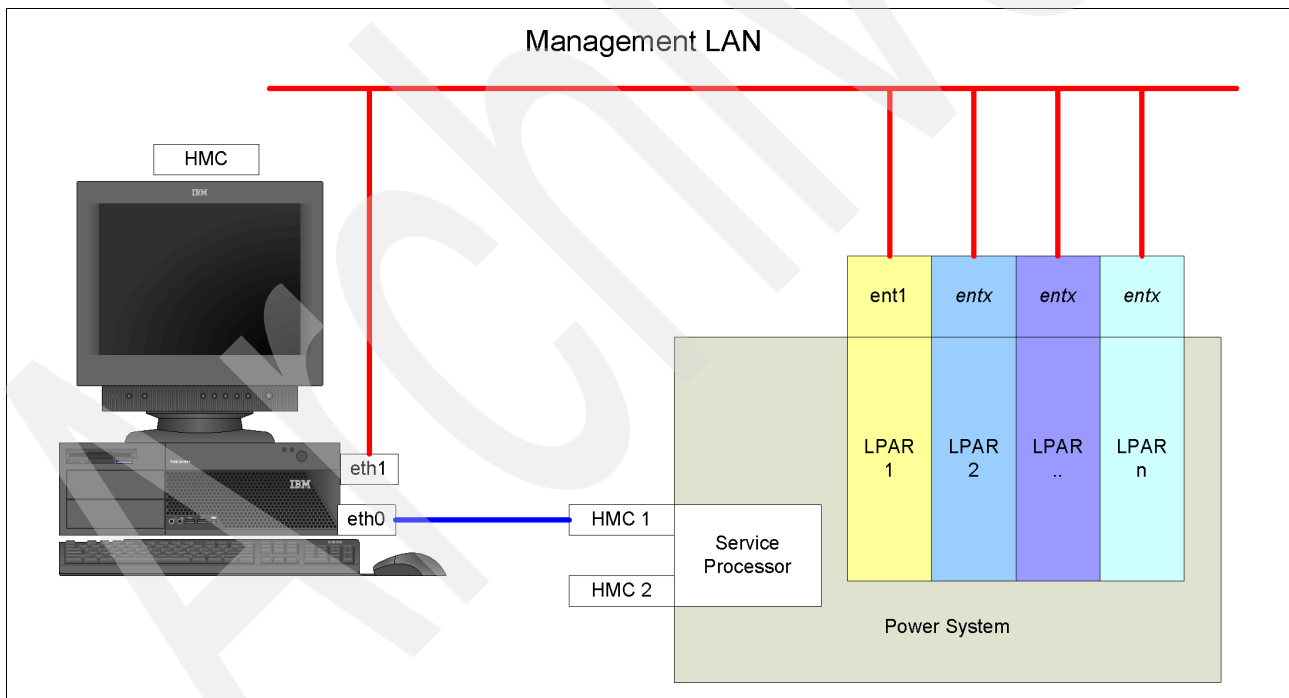 Management LAN
HMC
IBM
ent1
entx
entx
entx
eth1
IBM
eth0
HMC 1
HMC 2
Service
Processor
LPAR
1
LPAR
2
LPAR
..
LPAR
n
Power System
Archiv